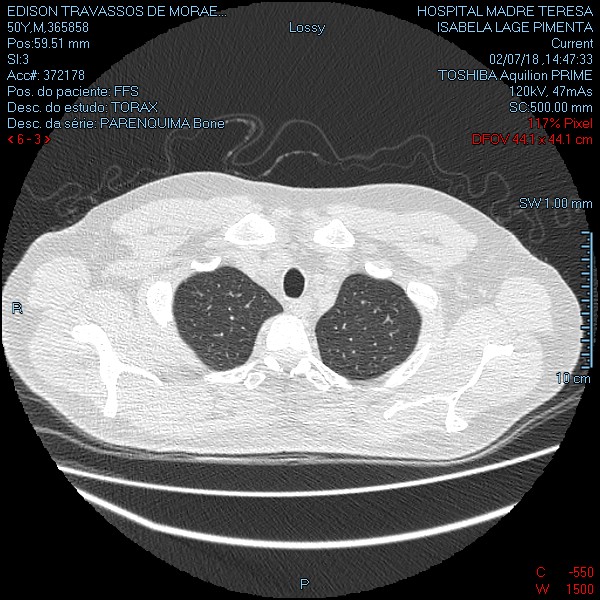 EDISON TRAVASSOS DE MORAE...
50Y,M,365858
Pos:59.51 mm
SI:3
Acc#: 372178
Pos. do paciente: FFS
Desc. do estudo: TORAX
Desc. da série: PARENQUIMA Bone
< 6 - 3 >
Lossy
HOSPITAL MADRE TERESA
ISABELA LAGE PIMENTA
Current
02/07/18 ,14:47:33
TOSHIBA Aquilion PRIME
120kV, 47mAs
SC:500.00 mm
117% Pixel
DFOV 44.1 x 44.1 cm
SW:1.00 mm
R
10 cm
P
C -550
W 1500